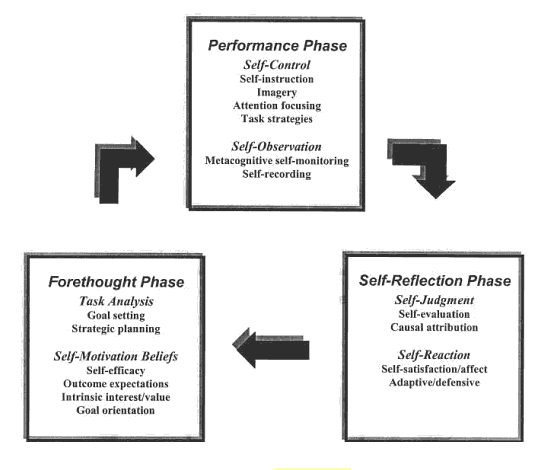 Performance Phase
Self-Control
Self-instruction
Imagery
Attention focusing
Task strategies
Self-Observation
Metacognitive self-monitoring
Self-recording
Forethought Phase
Task Analysis
Goal setting
Strategic planning
Self-Motivation Beliefs
Self-efficacy
Outcome expectations
Intrinsic interest/value
Goal orientation
Self-Reflection Phase
Self-Judgment
Self-evaluation
Causal attribution
Self-Reaction
Self-satisfaction/affect
Adaptive/defensive